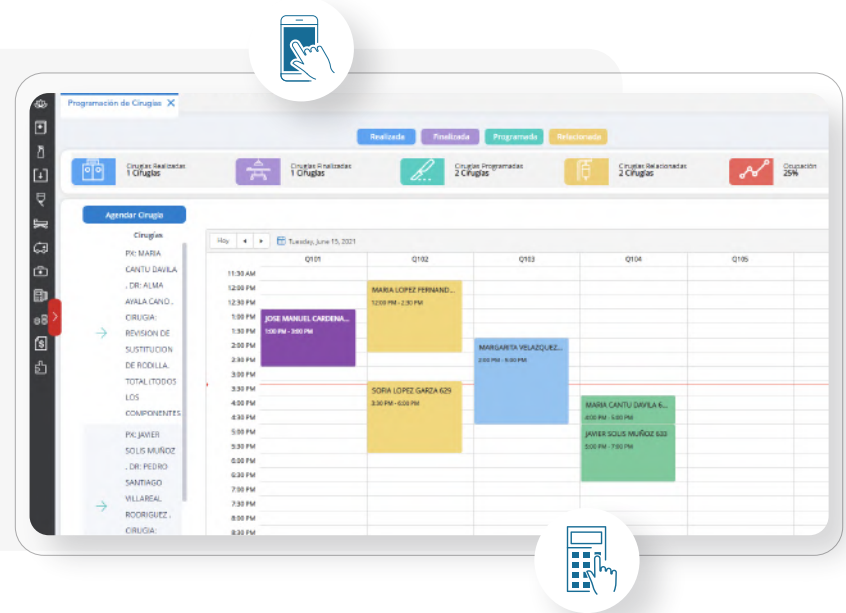 Programación de Cirugías X
Realizada
Finalizada
Programada
Relacionada
Cirugías Realizadas
1 Cirugías
Cirugías Finalizadas
1 Cirugías
Cirugías Programadas
2 Cirugías
Cirugías Relacionadas
2 Cirugías
Ocupación
25%
Agendar Cirugía
Cirugías
PX: MARIA
CANTU DAVILA
, DR: ALMA
AYALA CANO ,
CIRUGIA:
REVISION DE
SUSTITUCION
DE RODILLA,
TOTAL (TODOS
LOS
COMPONENTES
PX: JAVIER
SOLIS MUÑOZ
, DR: PEDRO
SANTIAGO
VILLAREAL
RODRIGUEZ ,
CIRUGIA:
Hoy
Tuesday, June 15, 2021
Q101
Q102
Q103
Q104
Q105
11:30 AM
12:00 PM
12:30 PM
1:00 PM
1:30 PM
2:00 PM
2:30 PM
3:00 PM
3:30 PM
4:00 PM
4:30 PM
5:00 PM
5:30 PM
6:00 PM
6:30 PM
7:00 PM
7:30 PM
8:00 PM
8:30 PM
JOSE MANUEL CARDENA...
1:00 PM - 3:00 PM
MARIA LOPEZ FERNAND...
12:00 PM - 2:30 PM
SOFIA LOPEZ GARZA 629
3:30 PM - 6:00 PM
MARGARITA VELAZQUEZ...
2:00 PM - 5:00 PM
MARIA CANTU DAVILA 6...
4:00 PM - 5:00 PM
JAVIER SOLIS MUÑOZ 633
5:00 PM - 7:00 PM